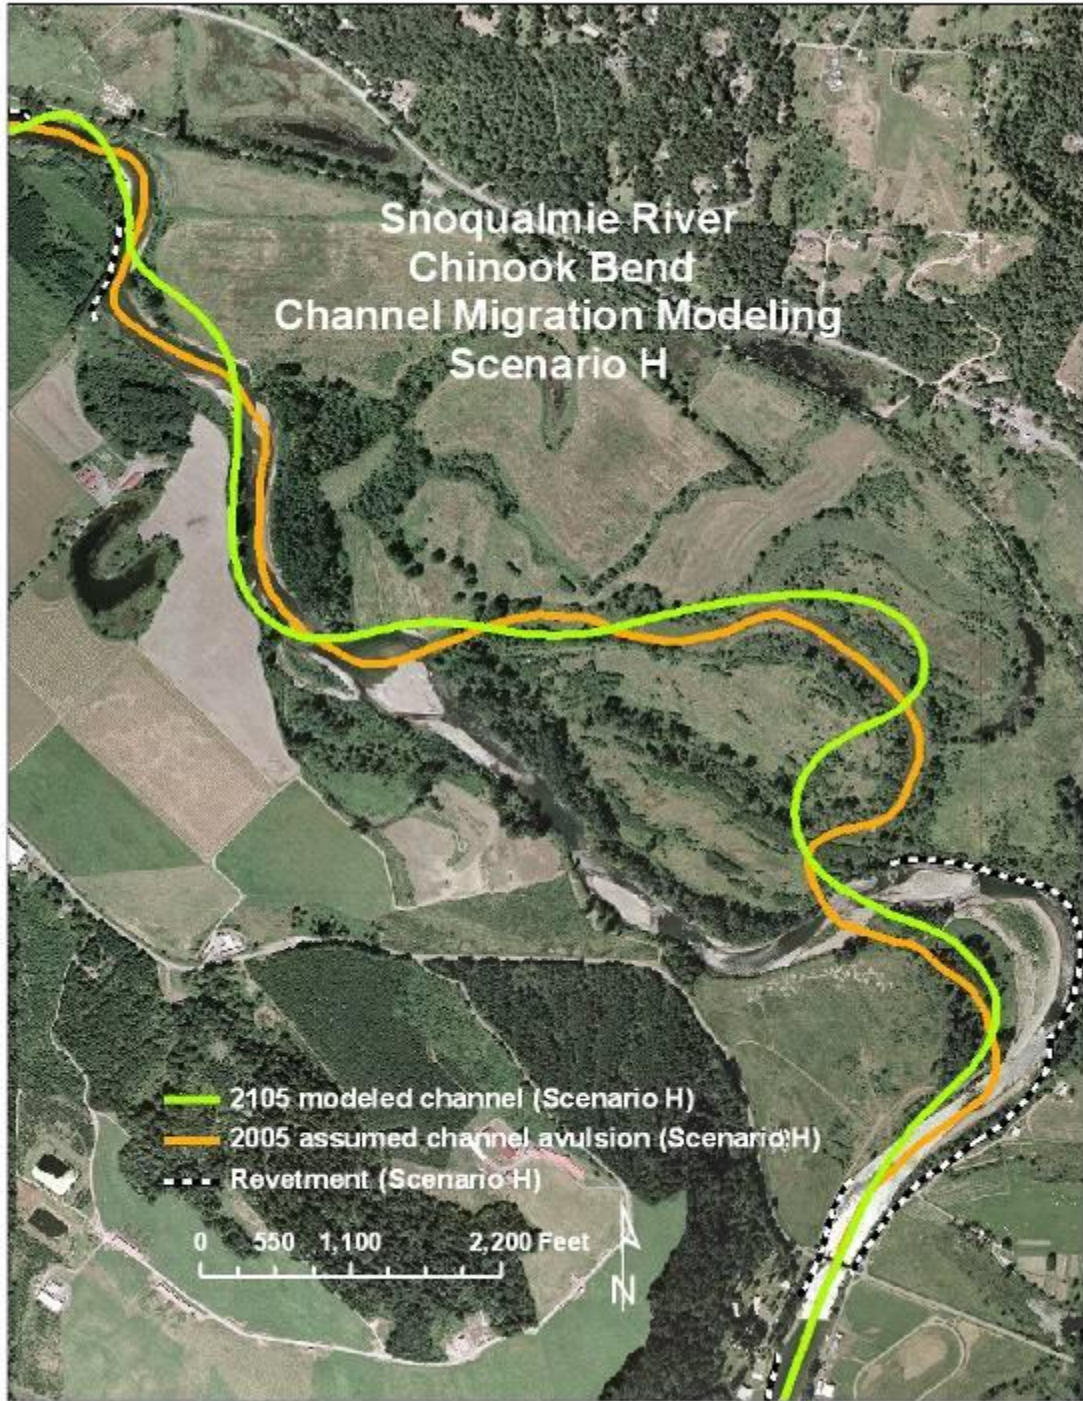 Snoqualmie River
Chinook Bend
Channel Migration Modeling
Scenario H
2105 modeled channel (Scenario H)
2005 assumed channel avulsion (Scenario H)
Revetment (Scenario H)
0 550 1,100 2,200 Feet
N